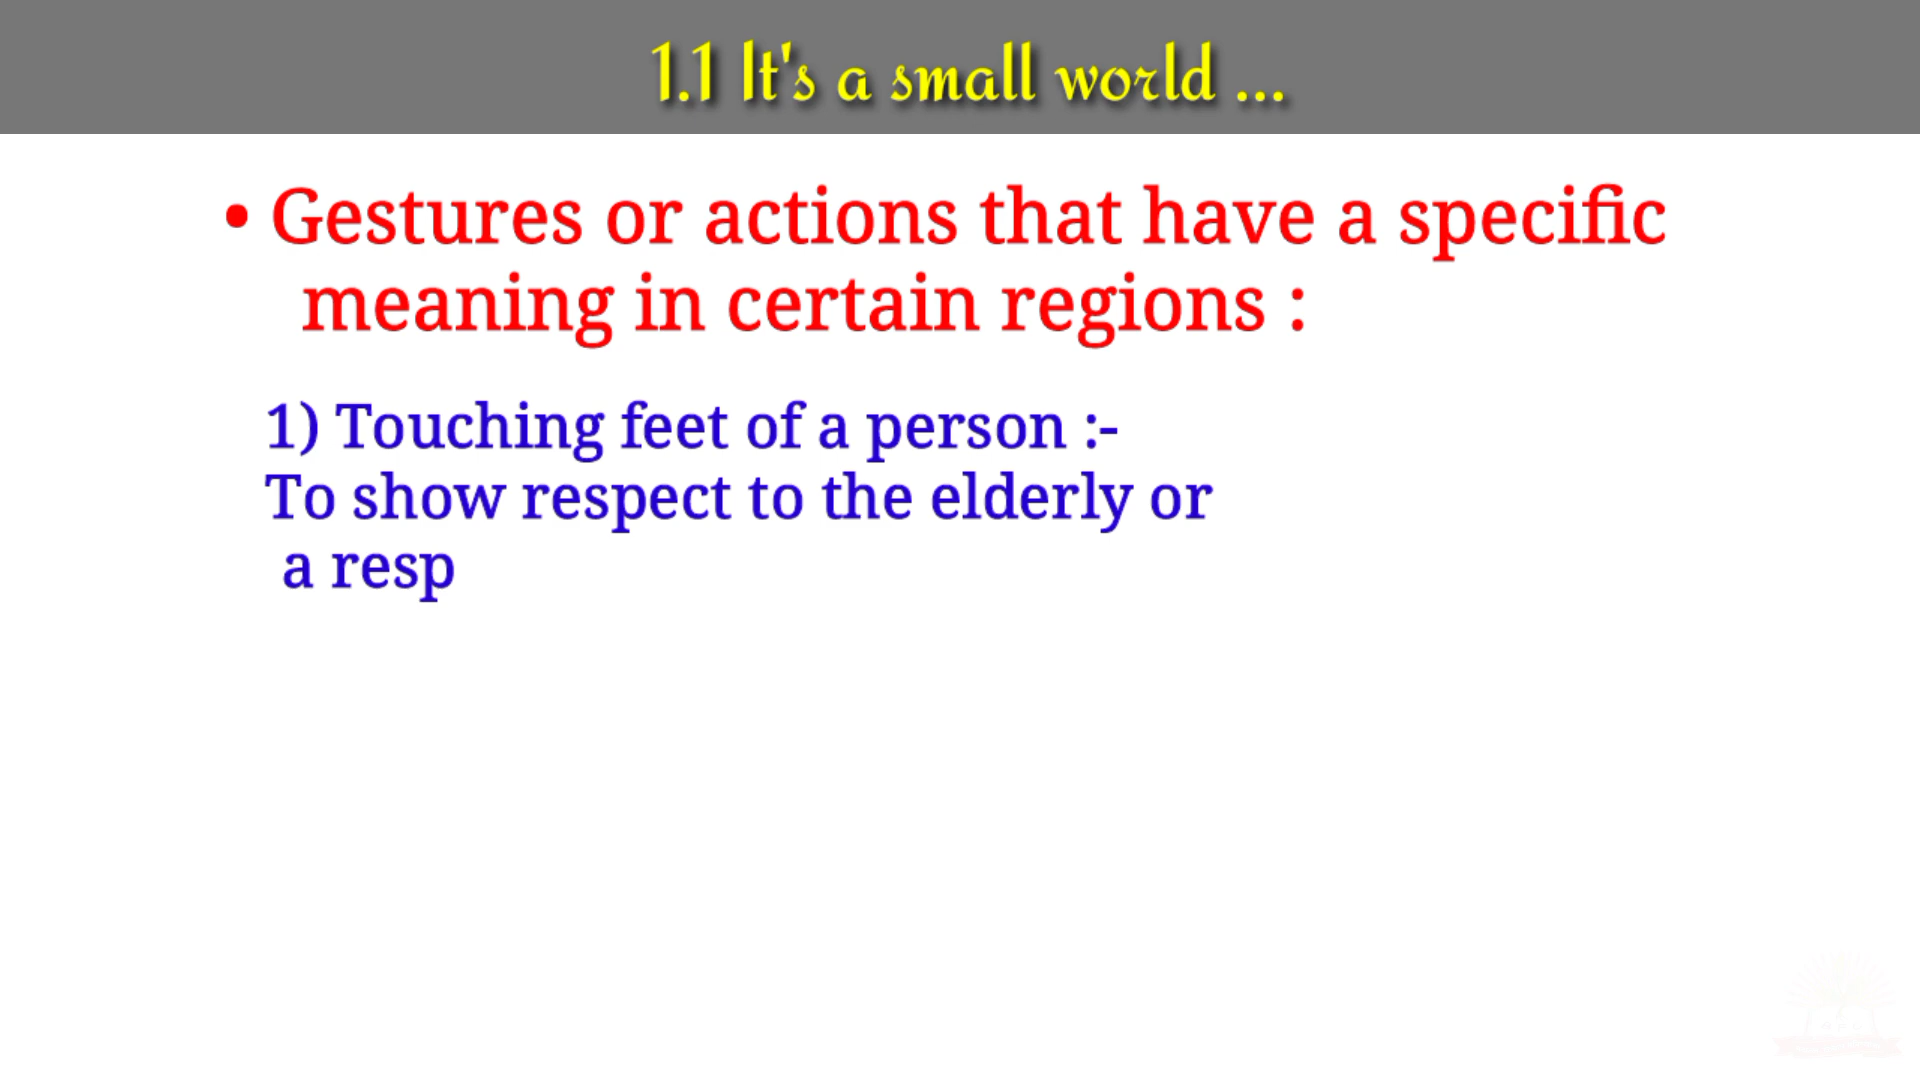 1.1 It's a small world ...
• Gestures or actions that have a specific
meaning in certain regions :
1) Touching feet of a person :-
To show respect to the elderly or
a resp